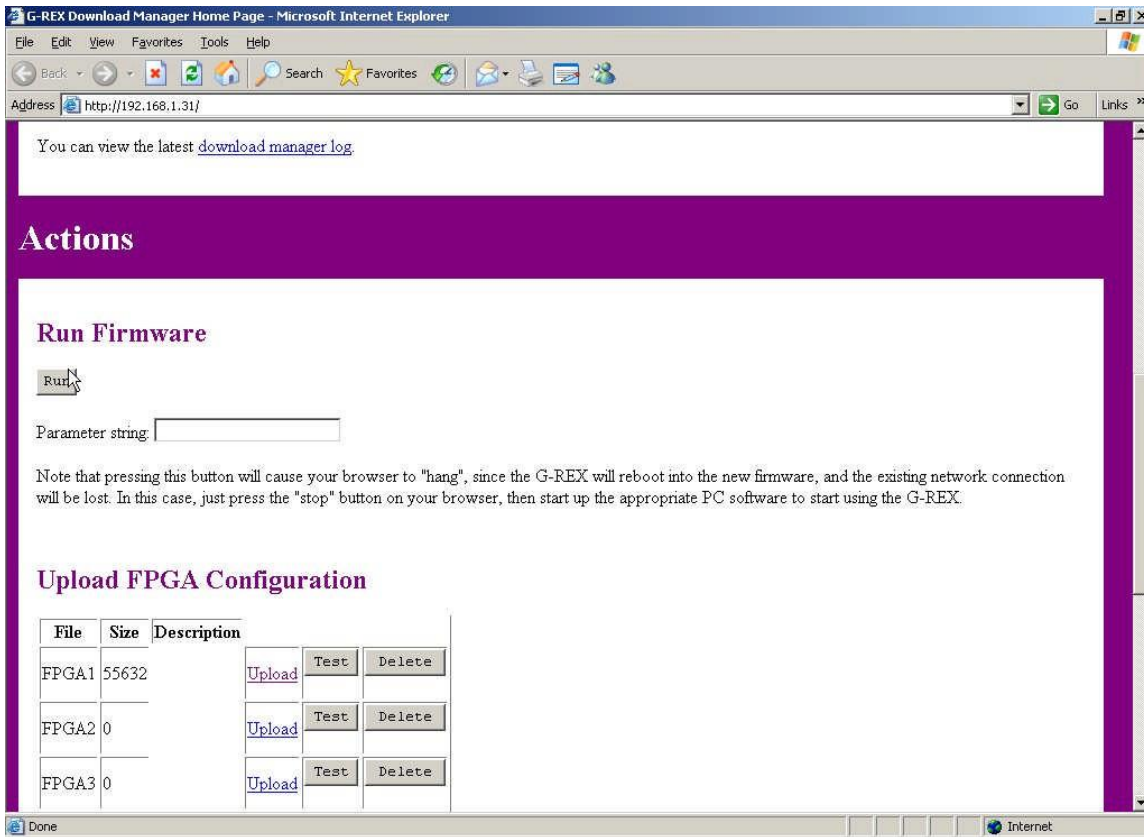 G-REX Download Manager Home Page - Microsoft Internet Explorer
File Edit View Favorites Tools Help
Back Search Favorites
Address http://192.168.1.31/ Go Links »
You can view the latest download manager log.
Actions
Run Firmware
Run
Parameter string:
Note that pressing this button will cause your browser to "hang", since the G-REX will reboot into the new firmware, and the existing network connection
will be lost. In this case, just press the "stop" button on your browser, then start up the appropriate PC software to start using the G-REX.
Upload FPGA Configuration
File Size Description
FPGA1 55632 Upload Test Delete
FPGA2 0 Upload Test Delete
FPGA3 0 Upload Test Delete
Done Internet